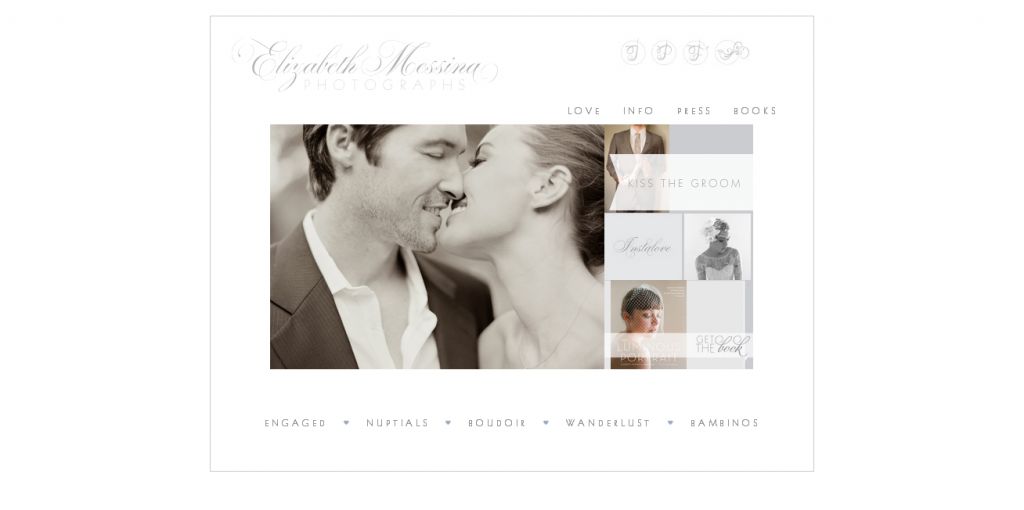 Elizabeth Messina
PHOTOGRAPHS
LOVE INFO PRESS BOOKS
KISS THE GROOM
Instalove
LUMINOUS
PORTRAIT
THE book
ENGAGED ♥ NUPTIALS ♥ BOUDOIR ♥ WANDERLUST ♥ BAMBINOS